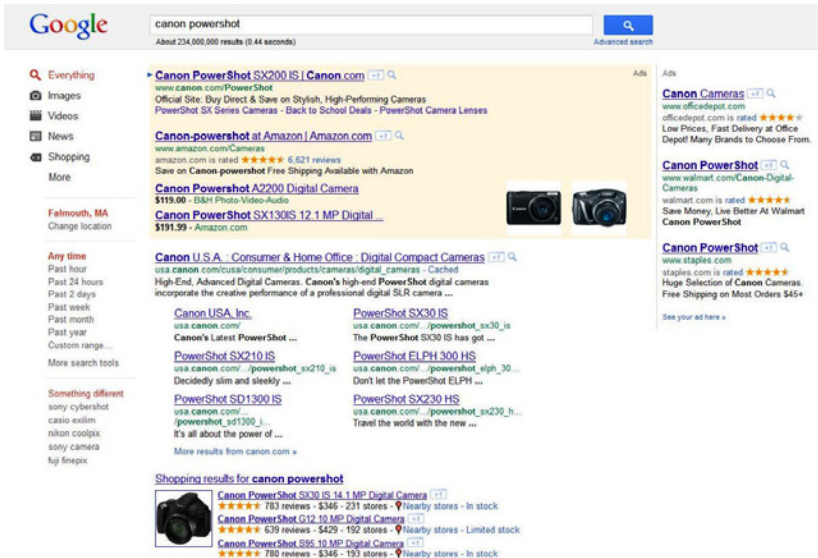 Google
canon powershot
About 234,000,000 results (0.44 seconds)
Advanced search
Everything
Images
Videos
News
Shopping
More
Falmouth, MA
Change location
Any time
Past hour
Past 24 hours
Past 2 days
Past week
Past month
Past year
Custom range...
More search tools
Something different
sony cybershot
casio exilim
nikon coolpix
sony camera
fuji finepix
Canon PowerShot SX200 IS | Canon.com +1
Ads
www.canon.com/PowerShot
Official Site: Buy Direct & Save on Stylish, High-Performing Cameras
PowerShot SX Series Cameras - Back to School Deals - PowerShot Camera Lenses
Canon-powershot at Amazon | Amazon.com +1
www.amazon.com/Cameras
amazon.com is rated ★★★★★ 6,621 reviews
Save on Canon-powershot Free Shipping Available with Amazon
Canon PowerShot A2200 Digital Camera
$119.00 - B&H Photo-Video-Audio
Canon PowerShot SX130IS 12.1 MP Digital ...
$191.99 - Amazon.com
Canon U.S.A. : Consumer & Home Office : Digital Compact Cameras +1
usa.canon.com/cusa/consumer/products/cameras/digital_cameras - Cached
High-End, Advanced Digital Cameras. Canon's high-end PowerShot digital cameras
incorporate the creative performance of a professional digital SLR camera ...
Canon USA, Inc.
usa.canon.com/
Canon's Latest PowerShot ...
PowerShot SX30 IS
usa.canon.com/.../powershot_sx30_is
The PowerShot SX30 IS has got ...
PowerShot SX210 IS
usa.canon.com/.../powershot_sx210_is
Decidedly slim and sleekly ...
PowerShot ELPH 300 HS
usa.canon.com/.../powershot_elph_30...
Don't let the PowerShot ELPH ...
PowerShot SD1300 IS
usa.canon.com/...
/powershot_sd1300_i...
It's all about the power of ...
PowerShot SX230 HS
usa.canon.com/.../powershot_sx230_h...
Travel the world with the new ...
More results from canon.com »
Shopping results for canon powershot
Canon PowerShot SX30 IS 14.1 MP Digital Camera +1
★★★★★ 783 reviews - $346 - 231 stores - Nearby stores - In stock
Canon PowerShot G12 10 MP Digital Camera +1
★★★★★ 639 reviews - $429 - 192 stores - Nearby stores - Limited stock
Canon PowerShot S95 10 MP Digital Camera +1
★★★★★ 780 reviews - $346 - 193 stores - Nearby stores - In stock
Ads
Canon Cameras +1
www.officedepot.com
officedepot.com is rated ★★★★★
Low Prices, Fast Delivery at Office
Depot! Many Brands to Choose From.
Canon PowerShot +1
www.walmart.com/Canon-Digital-
Cameras
walmart.com is rated ★★★★★
Save Money, Live Better At Walmart
Canon PowerShot
Canon PowerShot +1
www.staples.com
staples.com is rated ★★★★★
Huge Selection of Canon Cameras.
Free Shipping on Most Orders $45+
See your ad here »